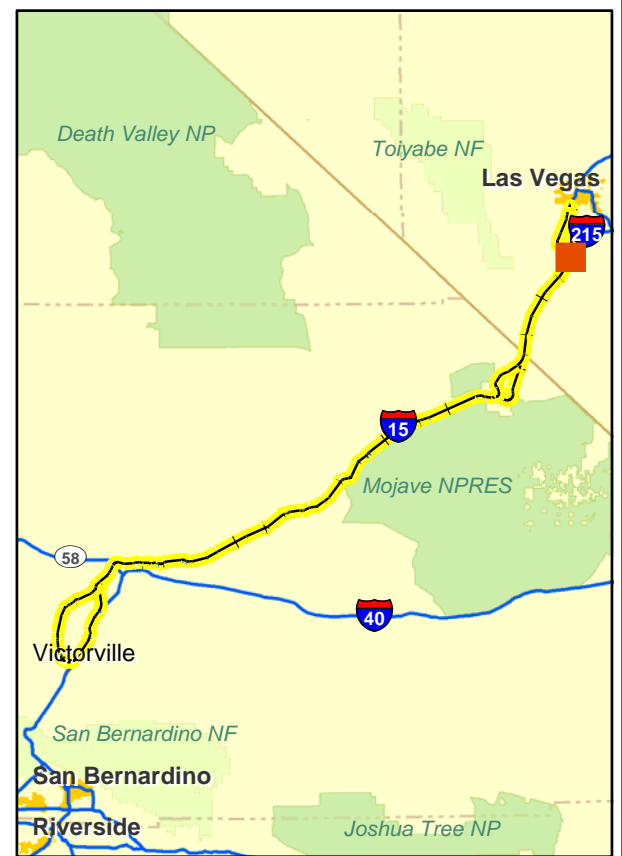 Death Valley NP
Toiyabe NF
Las Vegas
215
15
Mojave NPRES
58
40
Victorville
San Bernardino NF
San Bernardino
Riverside
Joshua Tree NP